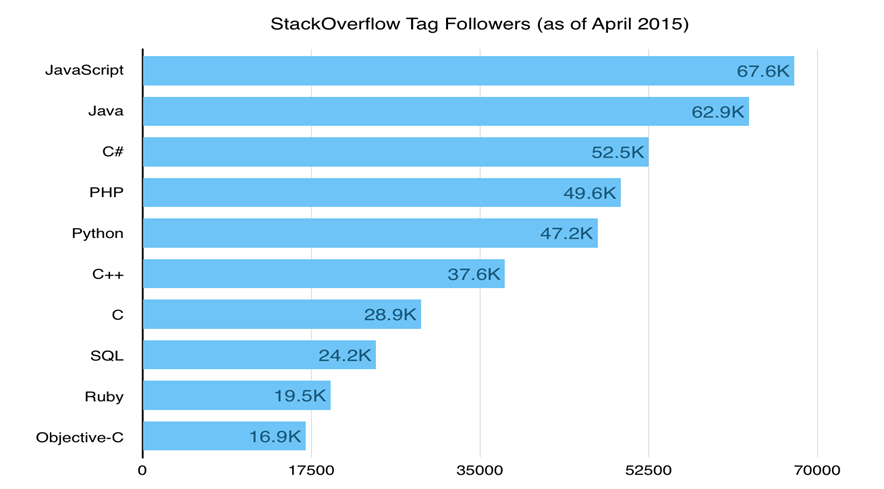 StackOverflow Tag Followers (as of April 2015)
JavaScript 67.6K
Java 62.9K
C# 52.5K
PHP 49.6K
Python 47.2K
C++ 37.6K
C 28.9K
SQL 24.2K
Ruby 19.5K
Objective-C 16.9K
0 17500 35000 52500 70000